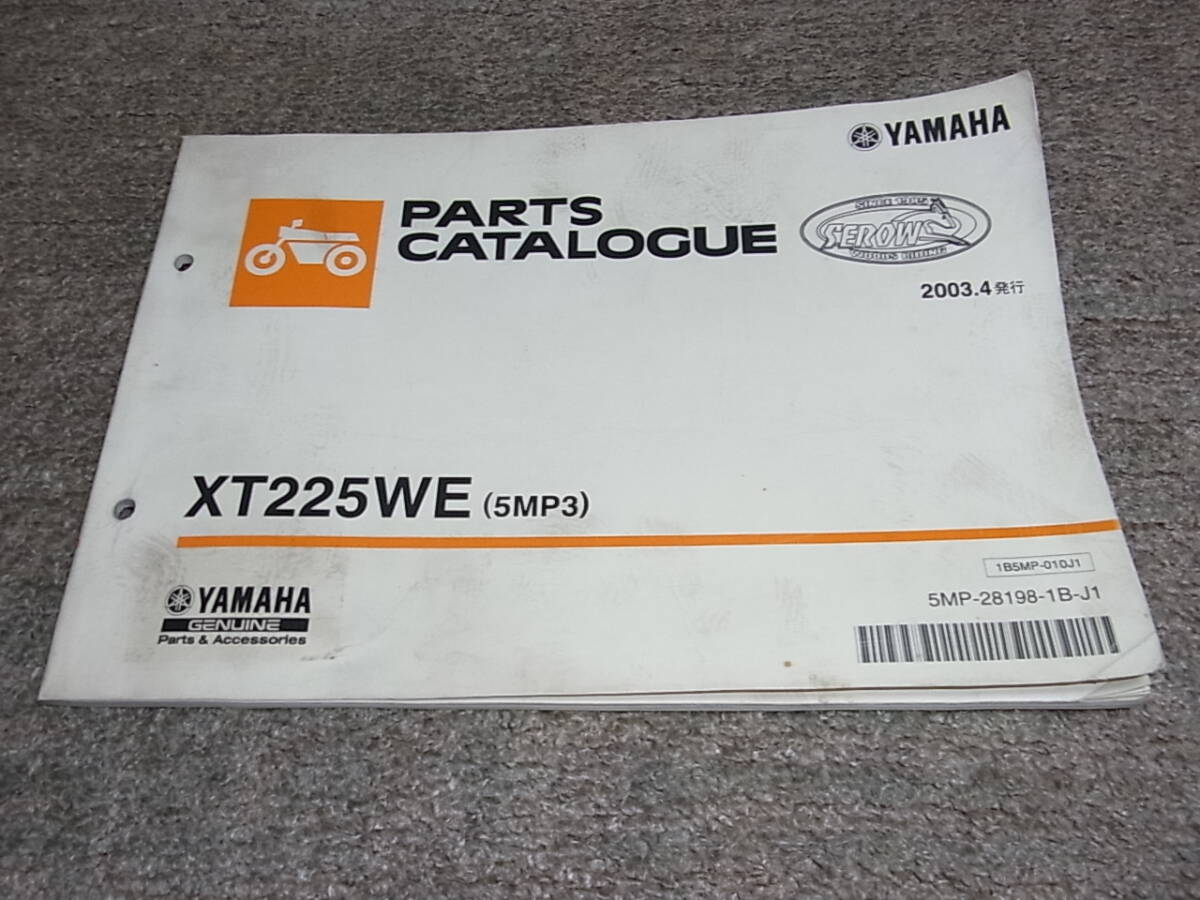 YAMAHA
PARTS
CATALOGUE
SEROW
2003.4発行
XT225WE (5MP3)
1B5MP-010J1
5MP-28198-1B-J1
YAMAHA
GENUINE
Parts & Accessories